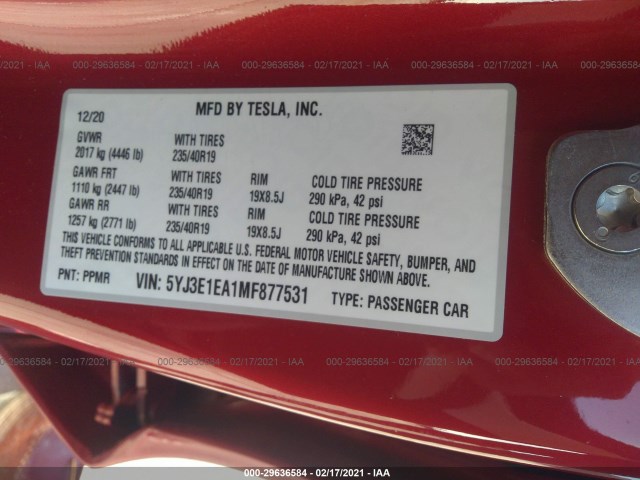 000-29636584 - 02/17/2021 - IAA 000-29636584 - 02/17/2021 - IAA 000-29636584 - 02/17/2021 - IAA
12/20 MFD BY TESLA, INC.
GVWR WITH TIRES
2017 kg (4446 lb) 235/40R19
GAWR FRT WITH TIRES RIM COLD TIRE PRESSURE
1110 kg (2447 lb) 235/40R19 19X8.5J 290 kPa, 42 psi
GAWR RR WITH TIRES RIM COLD TIRE PRESSURE
1257 kg (2771 lb) 235/40R19 19X8.5J 290 kPa, 42 psi
THIS VEHICLE CONFORMS TO ALL APPLICABLE U.S. FEDERAL MOTOR VEHICLE SAFETY, BUMPER, AND
THEFT PREVENTION STANDARDS IN EFFECT ON THE DATE OF MANUFACTURE SHOWN ABOVE.
PNT: PPMR VIN: 5YJ3E1EA1MF877531 TYPE: PASSENGER CAR
000-29636584 - 02/17/2021 - IAA 000-29636584 - 02/17/2021 - IAA 000-29636584 - 02/17/2021 - IAA
000-29636584 - 02/17/2021 - IAA